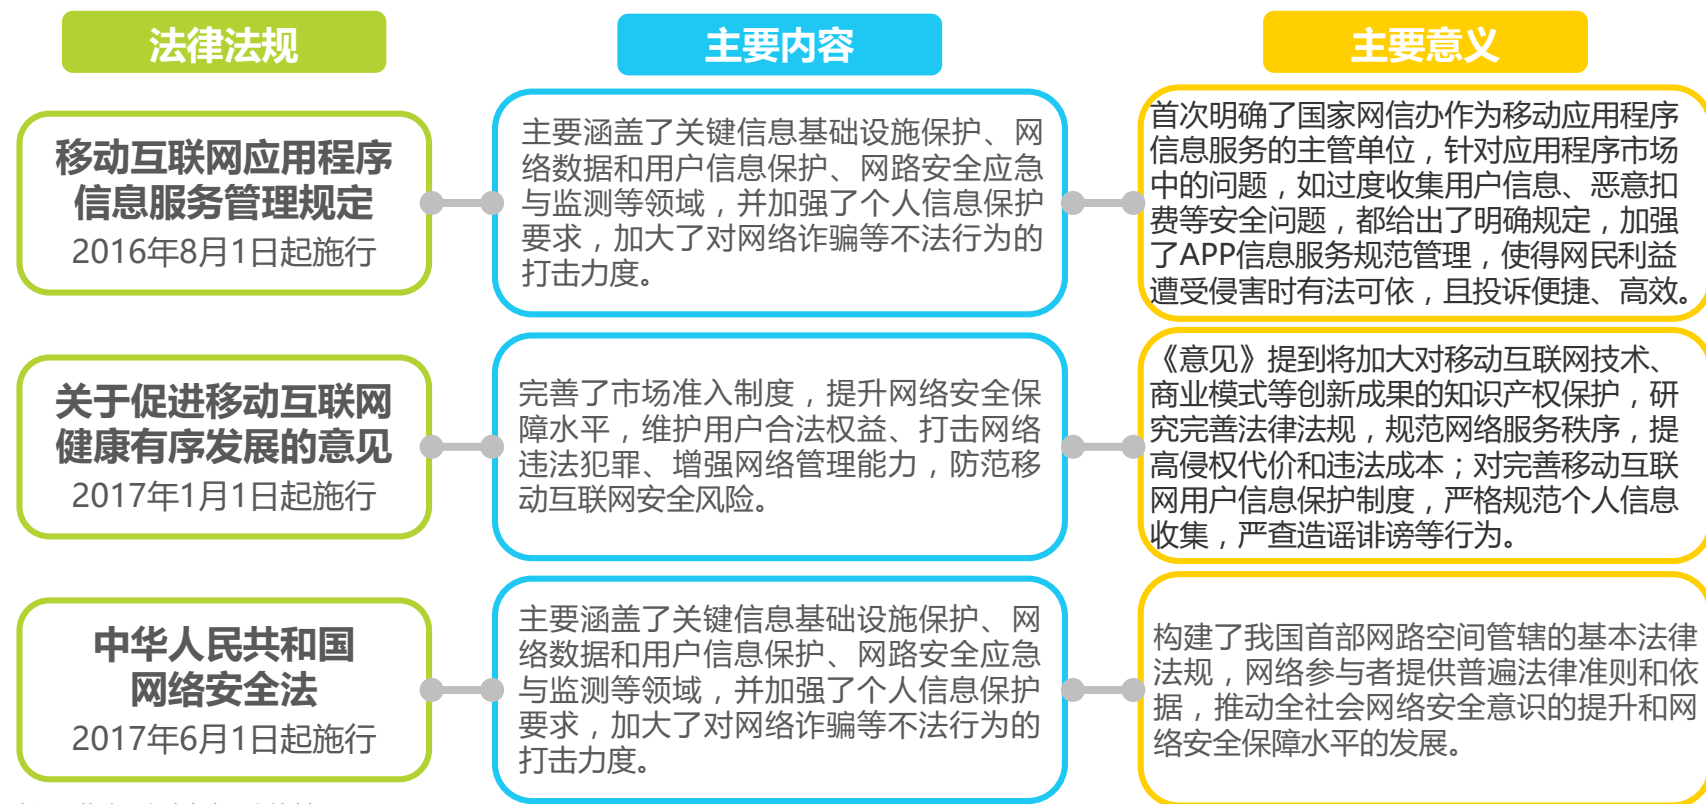 法律法规
主要内容
主要意义
移动互联网应用程序
信息服务管理规定
2016年8月1日起施行
主要涵盖了关键信息基础设施保护、网
络数据和用户信息保护、网路安全应急
与监测等领域，并加强了个人信息保护
要求，加大了对网络诈骗等不法行为的
打击力度。
首次明确了国家网信办作为移动应用程序
信息服务的主管单位，针对应用程序市场
中的问题，如过度收集用户信息、恶意扣
费等安全问题，都给出了明确规定，加强
了APP信息服务规范管理，使得网民利益
遭受侵害时有法可依，且投诉便捷、高效。
关于促进移动互联网
健康有序发展的意见
2017年1月1日起施行
完善了市场准入制度，提升网络安全保
障水平，维护用户合法权益、打击网络
违法犯罪、增强网络管理能力，防范移
动互联网安全风险。
《意见》提到将加大对移动互联网技术、
商业模式等创新成果的知识产权保护，研
究完善法律法规，规范网络服务秩序，提
高侵权代价和违法成本；对完善移动互联
网用户信息保护制度，严格规范个人信息
收集，严查造谣诽谤等行为。
中华人民共和国
网络安全法
2017年6月1日起施行
主要涵盖了关键信息基础设施保护、网
络数据和用户信息保护、网路安全应急
与监测等领域，并加强了个人信息保护
要求，加大了对网络诈骗等不法行为的
打击力度。
构建了我国首部网路空间管辖的基本法律
法规，网络参与者提供普遍法律准则和依
据，推动全社会网络安全意识的提升和网
络安全保障水平的发展。